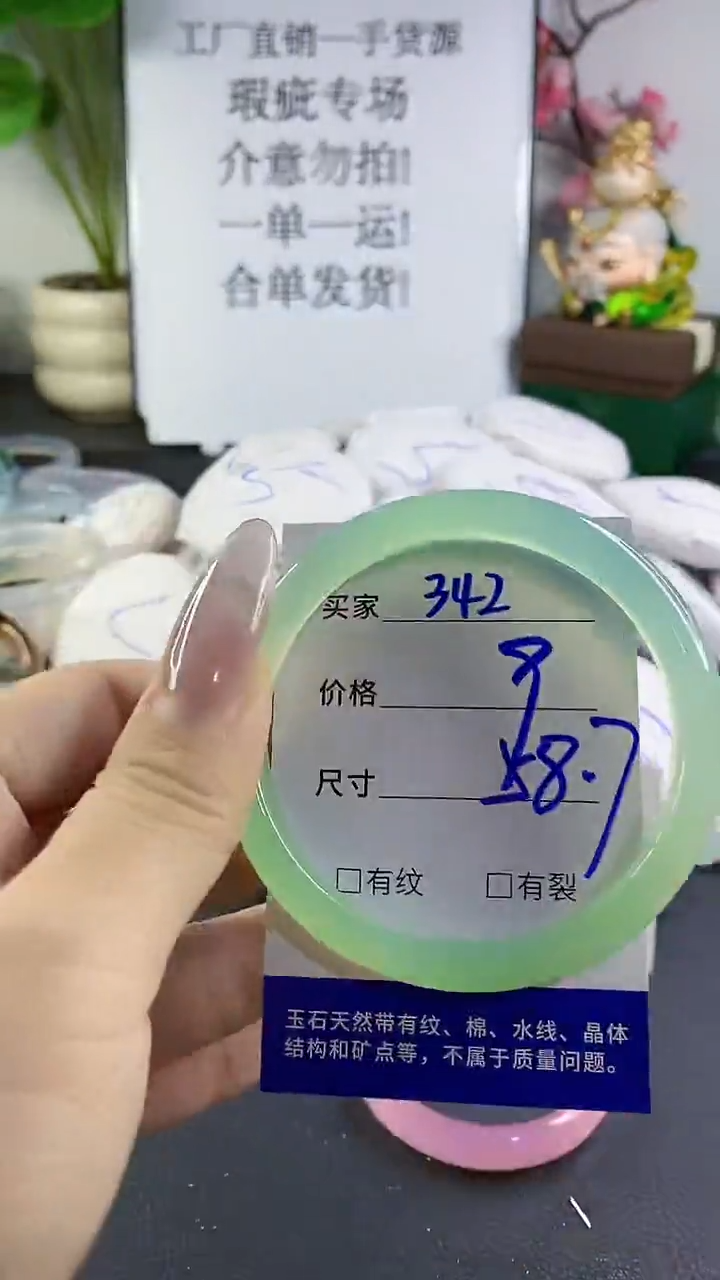 工厂直销一手货源
瑕疵专场
介意勿拍!
一单一运!
合单发货!
买家 342
价格 9
尺寸 58.7
□有纹 □有裂
玉石天然带有纹、棉、水线、晶体
结构和矿点等，不属于质量问题。